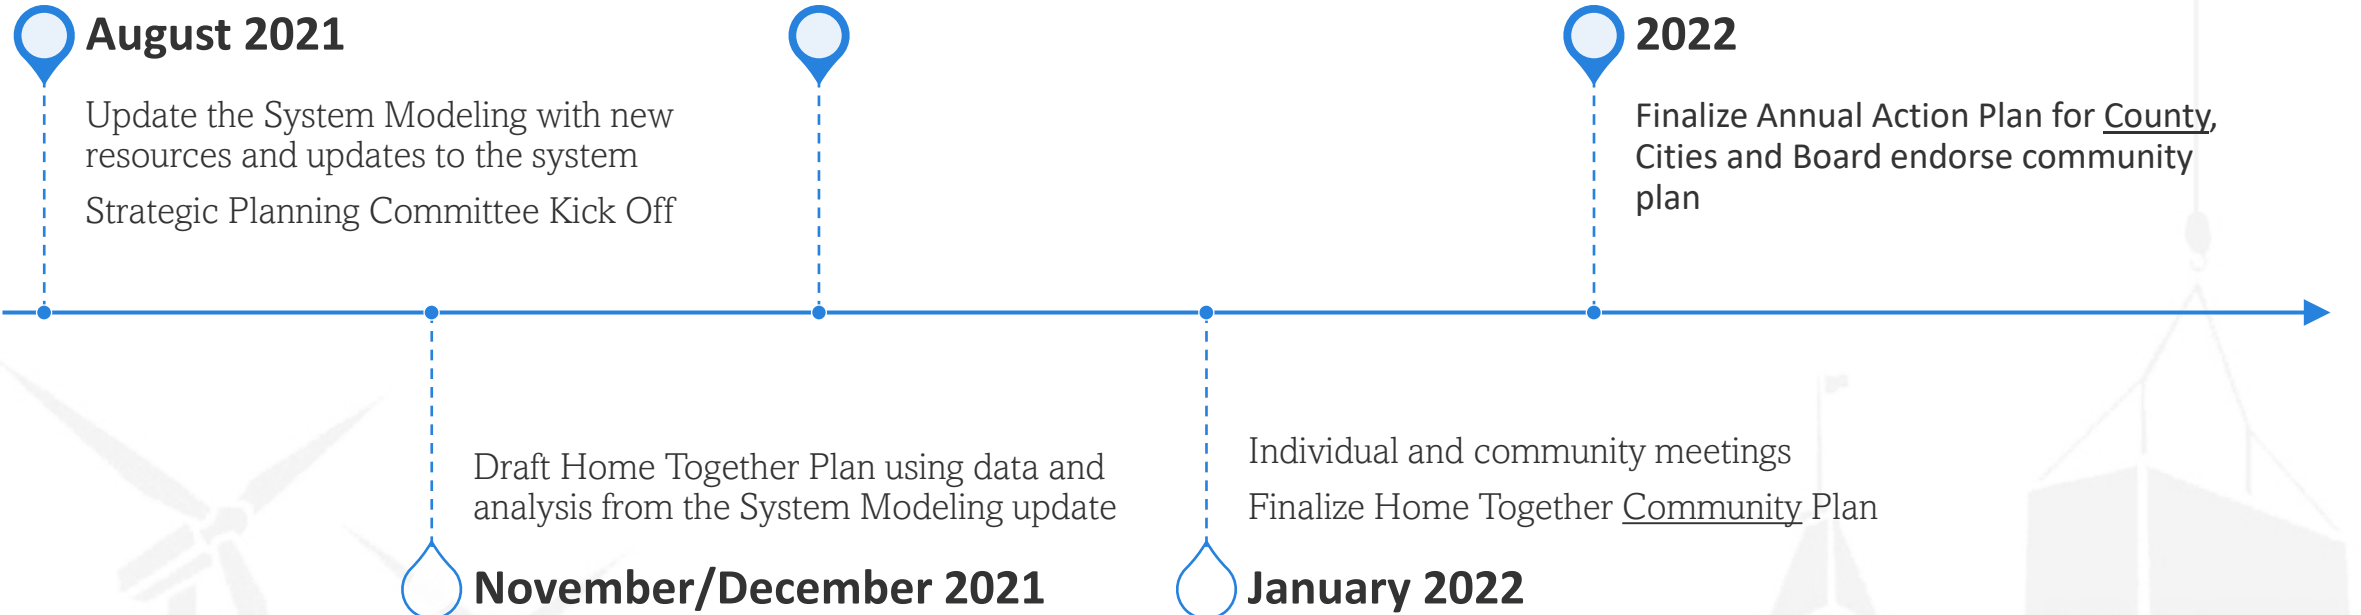 August 2021
Update the System Modeling with new
resources and updates to the system
Strategic Planning Committee Kick Off
2022
Finalize Annual Action Plan for County,
Cities and Board endorse community
plan
Draft Home Together Plan using data and
analysis from the System Modeling update
November/December 2021
Individual and community meetings
Finalize Home Together Community Plan
January 2022